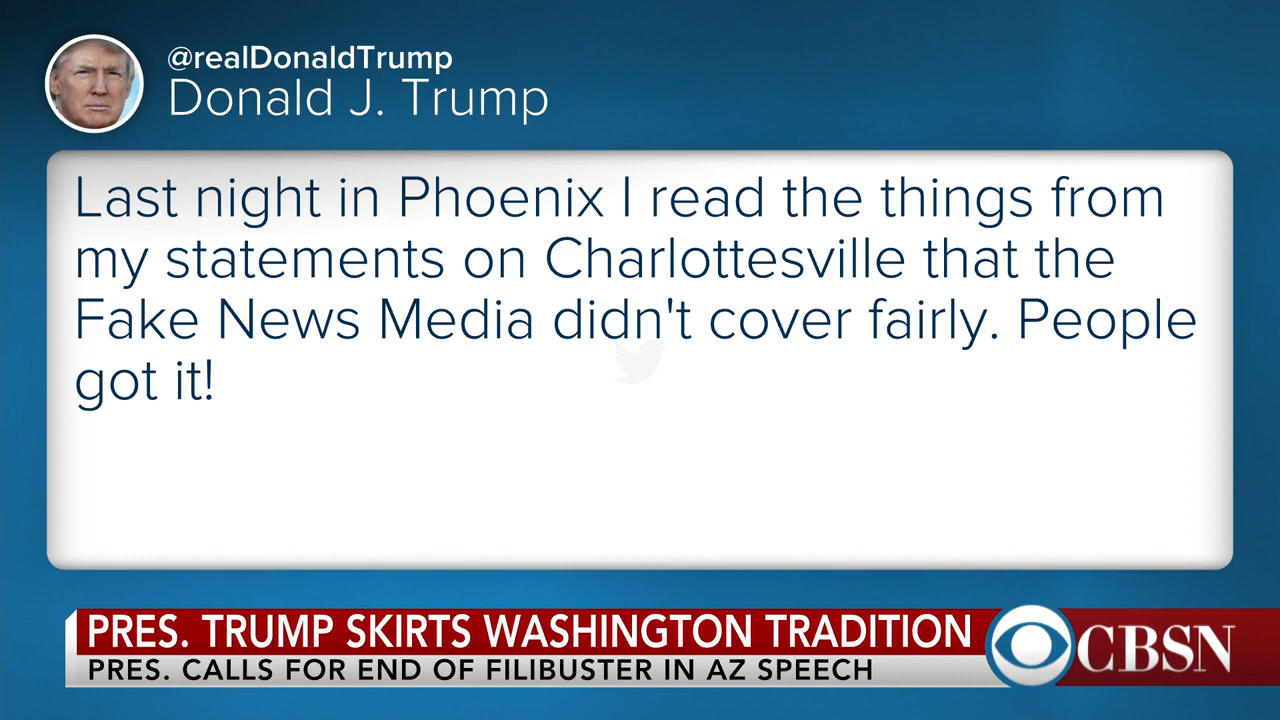 @realDonaldTrump
Donald J. Trump
Last night in Phoenix I read the things from
my statements on Charlottesville that the
Fake News Media didn't cover fairly. People
got it!
PRES. TRUMP SKIRTS WASHINGTON TRADITION
PRES. CALLS FOR END OF FILIBUSTER IN AZ SPEECH
CBSN